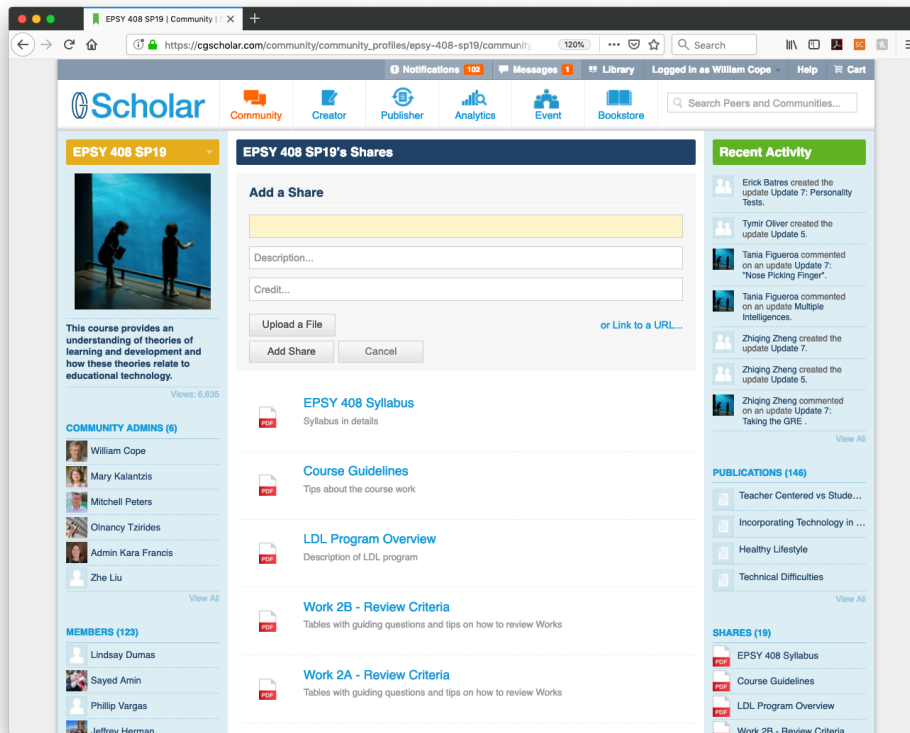 EPSY 408 SP19 | Community |
https://cgscholar.com/community/community_profiles/epsy-408-sp19/community
120%
Search
Notifications 102
Messages 1
Library
Logged in as William Cope
Help
Cart
Scholar
Community
Creator
Publisher
Analytics
Event
Bookstore
Search Peers and Communities...
EPSY 408 SP19
This course provides an
understanding of theories of
learning and development and
how these theories relate to
educational technology.
Views: 6,635
COMMUNITY ADMINS (6)
William Cope
Mary Kalantzis
Mitchell Peters
Olnancy Tzirides
Admin Kara Francis
Zhe Liu
View All
MEMBERS (123)
Lindsay Dumas
Sayed Amin
Phillip Vargas
Jeffrey Herman
EPSY 408 SP19's Shares
Add a Share
Description...
Credit...
Upload a File
or Link to a URL...
Add Share
Cancel
PDF
EPSY 408 Syllabus
Syllabus in details
PDF
Course Guidelines
Tips about the course work
PDF
LDL Program Overview
Description of LDL program
PDF
Work 2B - Review Criteria
Tables with guiding questions and tips on how to review Works
PDF
Work 2A - Review Criteria
Tables with guiding questions and tips on how to review Works
Recent Activity
Erick Batres created the
update Update 7: Personality
Tests.
Tymir Oliver created the
update Update 5.
Tania Figueroa commented
on an update Update 7:
"Nose Picking Finger".
Tania Figueroa commented
on an update Multiple
Intelligences.
Zhiqing Zheng created the
update Update 7.
Zhiqing Zheng created the
update Update 5.
Zhiqing Zheng commented
on an update Update 7:
Taking the GRE .
View All
PUBLICATIONS (146)
Teacher Centered vs Stude...
Incorporating Technology in ...
Healthy Lifestyle
Technical Difficulties
View All
SHARES (19)
PDF
EPSY 408 Syllabus
PDF
Course Guidelines
PDF
LDL Program Overview
Work 2B - Review Criteria